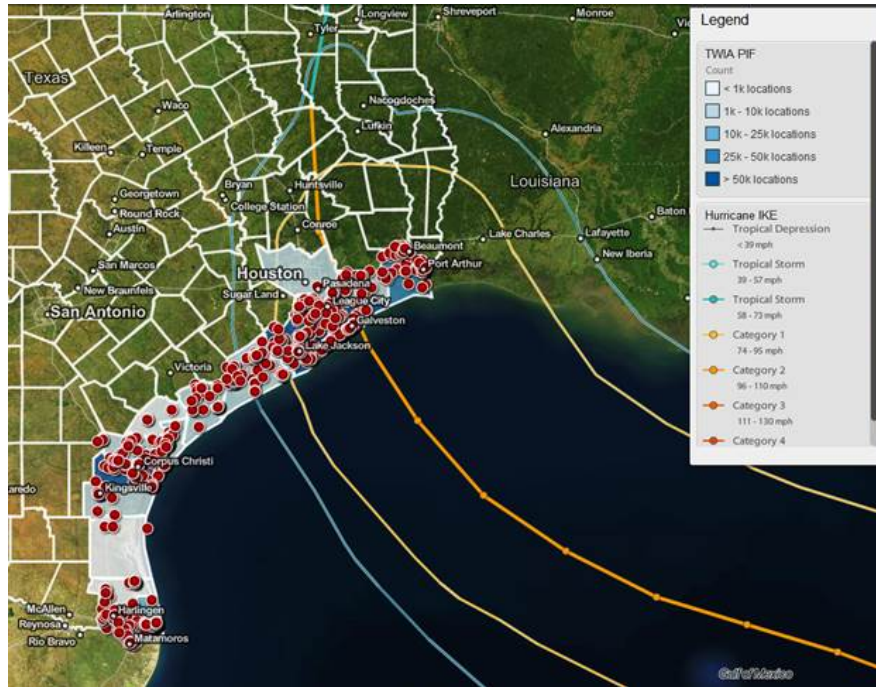 Arlington
Longview
Shreveport
Monroe
Tyler
Texas
Waco
Nacogdoches
Lufkin
Killeen
Temple
Alexandria
Georgetown
Round Rock
Austin
Bryan
College Station
Huntsville
Conroe
Louisiana
Baton
Lake Charles
Lafayette
New Iberia
San Marcos
New Braunfels
San Antonio
Houston
Beaumont
Port Arthur
Pasadena
Sugar Land
League City
Galveston
Lake Jackson
Victoria
Corpus Christi
Kingsville
aredo
McAllen
Harlingen
Reynosa
Rio Bravo
Matamoros
Gulf of Mexico
Legend
TWIA PIF
Count
< 1k locations
1k - 10k locations
10k - 25k locations
25k - 50k locations
> 50k locations
Hurricane IKE
Tropical Depression
< 39 mph
Tropical Storm
39 - 57 mph
Tropical Storm
58 - 73 mph
Category 1
74 - 95 mph
Category 2
96 - 110 mph
Category 3
111 - 130 mph
Category 4